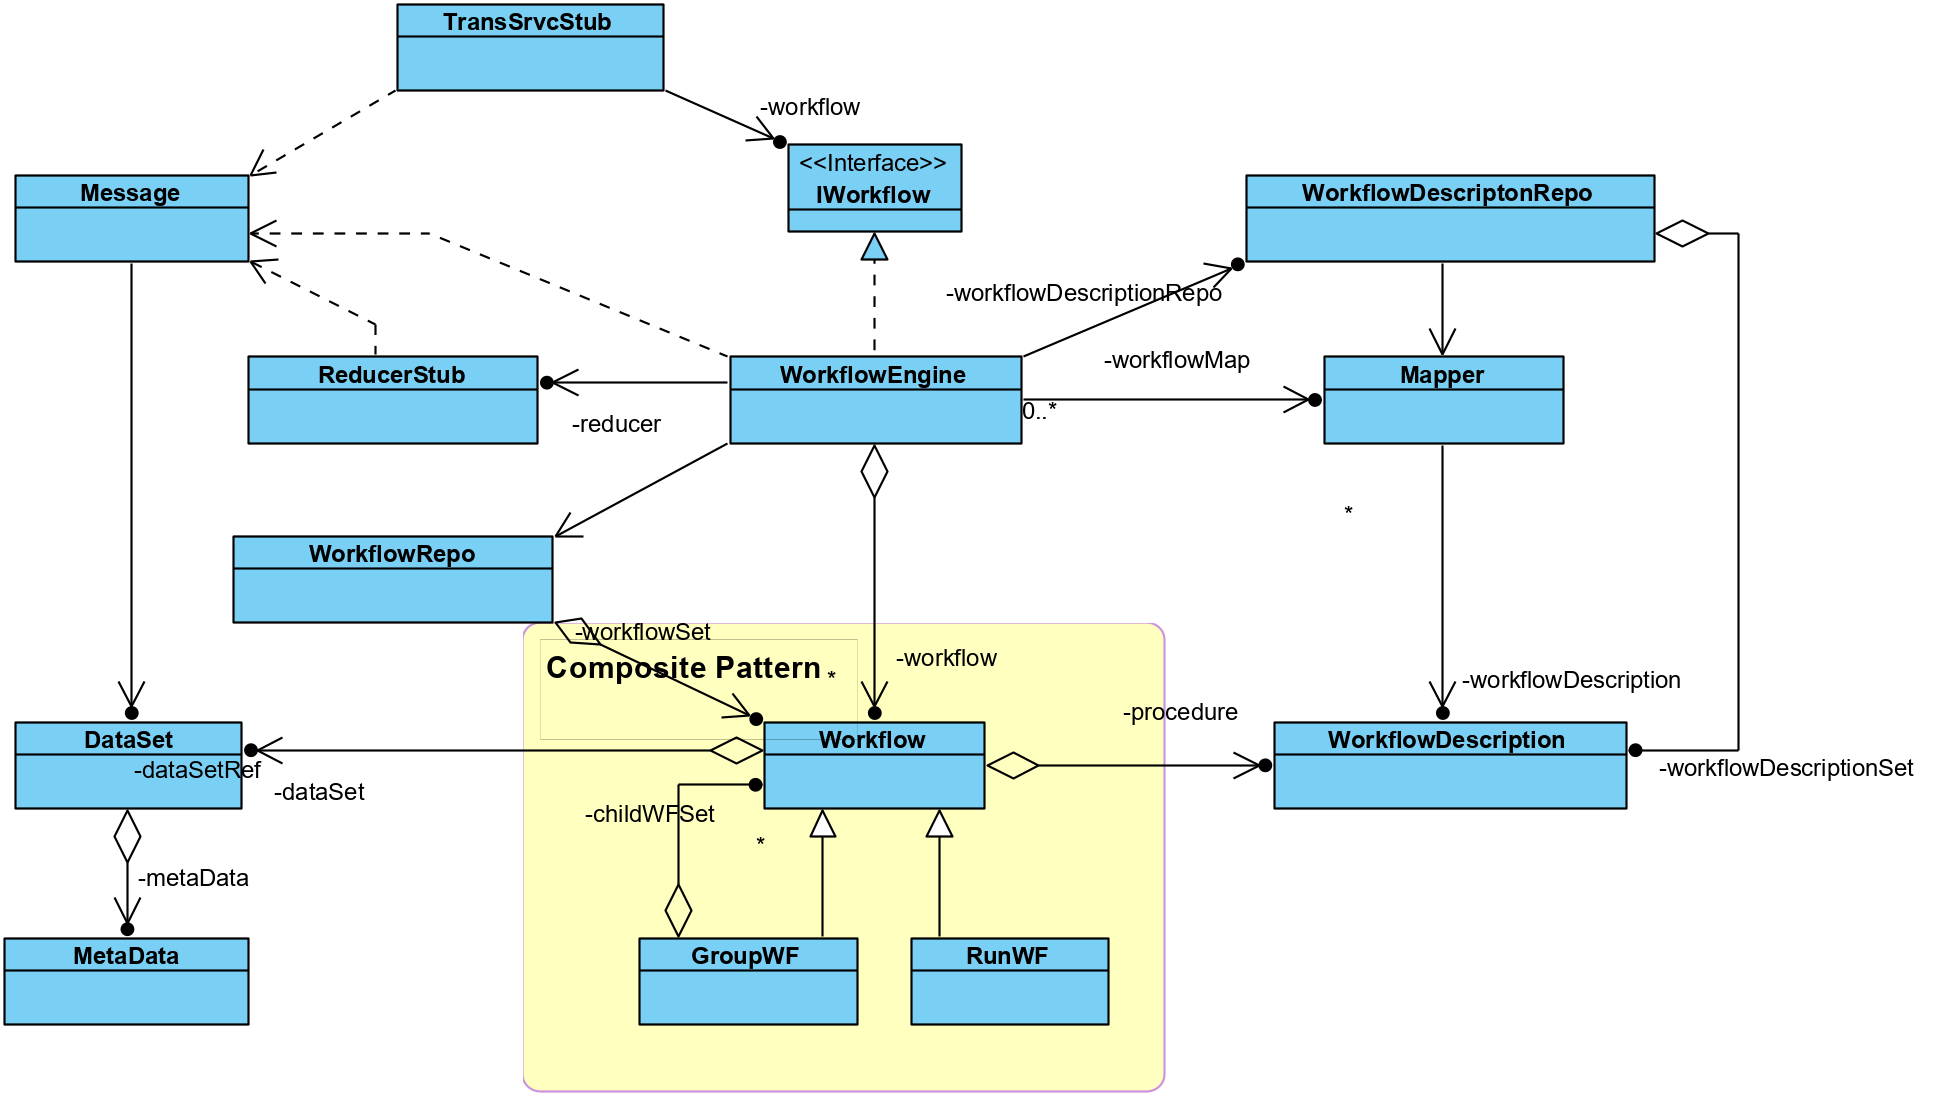 TransSrvcStub
-workflow
<<Interface>>
IWorkflow
Message
WorkflowDescriptonRepo
-workflowDescriptionRepo
-workflowMap
ReducerStub
WorkflowEngine
Mapper
0..*
-reducer
*
WorkflowRepo
-workflowSet
Composite Pattern
*
-workflow
-workflowDescription
-procedure
DataSet
Workflow
WorkflowDescription
-dataSetRef
-dataSet
-workflowDescriptionSet
-childWFSet
*
-metaData
MetaData
GroupWF
RunWF